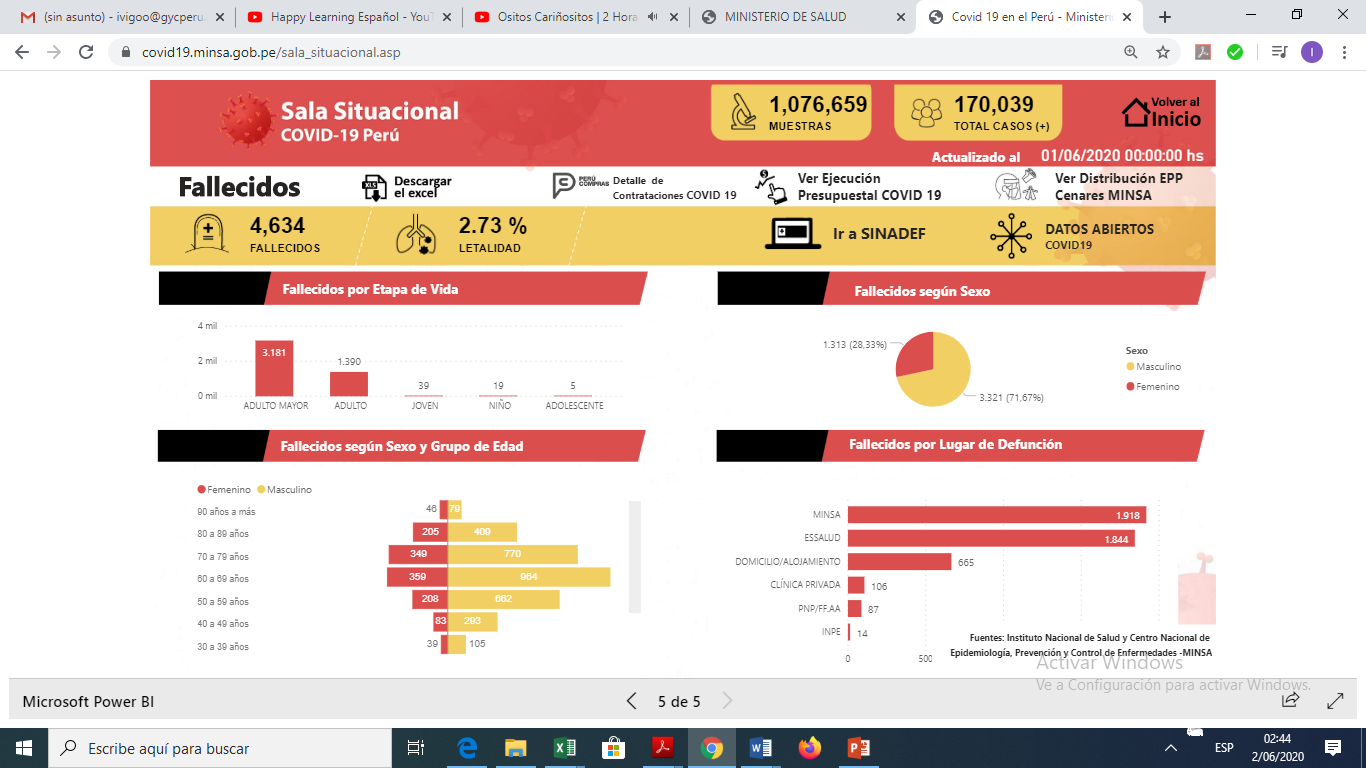 (sin asunto) - ivigoo@gycperu.
Happy Learning Español - You
Ositos Cariñositos | 2 Hora
MINISTERIO DE SALUD
Covid 19 en el Perú - Ministeri
covid19.minsa.gob.pe/sala_situacional.asp
I
Sala Situacional
COVID-19 Perú
1,076,659
MUESTRAS
170,039
TOTAL CASOS (+)
Volver al
Inicio
Actualizado al 01/06/2020 00:00:00 hs
Fallecidos
XLS
Descargar
el excel
PERÚ
COMPRAS
Detalle de
Contrataciones COVID 19
Ver Ejecución
Presupuestal COVID 19
Ver Distribución EPP
Cenares MINSA
4,634
FALLECIDOS
2.73 %
LETALIDAD
Ir a SINADEF
DATOS ABIERTOS
COVID19
Fallecidos por Etapa de Vida
4 mil
2 mil
0 mil
3.181
1.390
39
19
5
ADULTO MAYOR
ADULTO
JOVEN
NIÑO
ADOLESCENTE
Fallecidos según Sexo
1.313 (28,33%)
3.321 (71,67%)
Sexo
Masculino
Femenino
Fallecidos según Sexo y Grupo de Edad
Femenino Masculino
90 años a más 46 79
80 a 89 años 205 409
70 a 79 años 349 770
60 a 69 años 359 964
50 a 59 años 208 662
40 a 49 años 83 293
30 a 39 años 39 105
Fallecidos por Lugar de Defunción
MINSA 1.918
ESSALUD 1.844
DOMICILIO/ALOJAMIENTO 665
CLÍNICA PRIVADA 106
PNP/FF.AA 87
INPE 14
0 500
Fuentes: Instituto Nacional de Salud y Centro Nacional de
Epidemiología, Prevención y Control de Enfermedades -MINSA
Activar Windows
Ve a Configuración para activar Windows.
Microsoft Power BI
5 de 5
Escribe aquí para buscar
ESP
02:44
2/06/2020